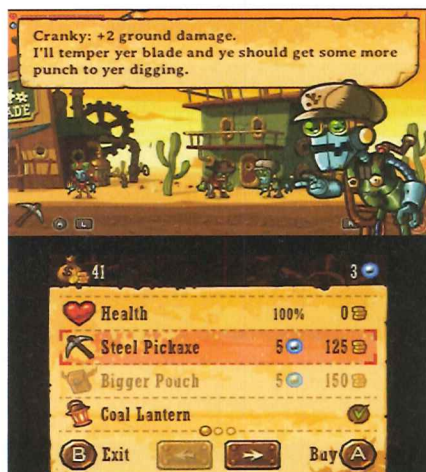 Cranky: +2 ground damage.
I'll temper yer blade and ye should get some more
punch to yer digging.
ADE
A L
41 3
Health 100% 0
Steel Pickaxe 5 125
Bigger Pouch 5 150
Coal Lantern
B Exit Buy A